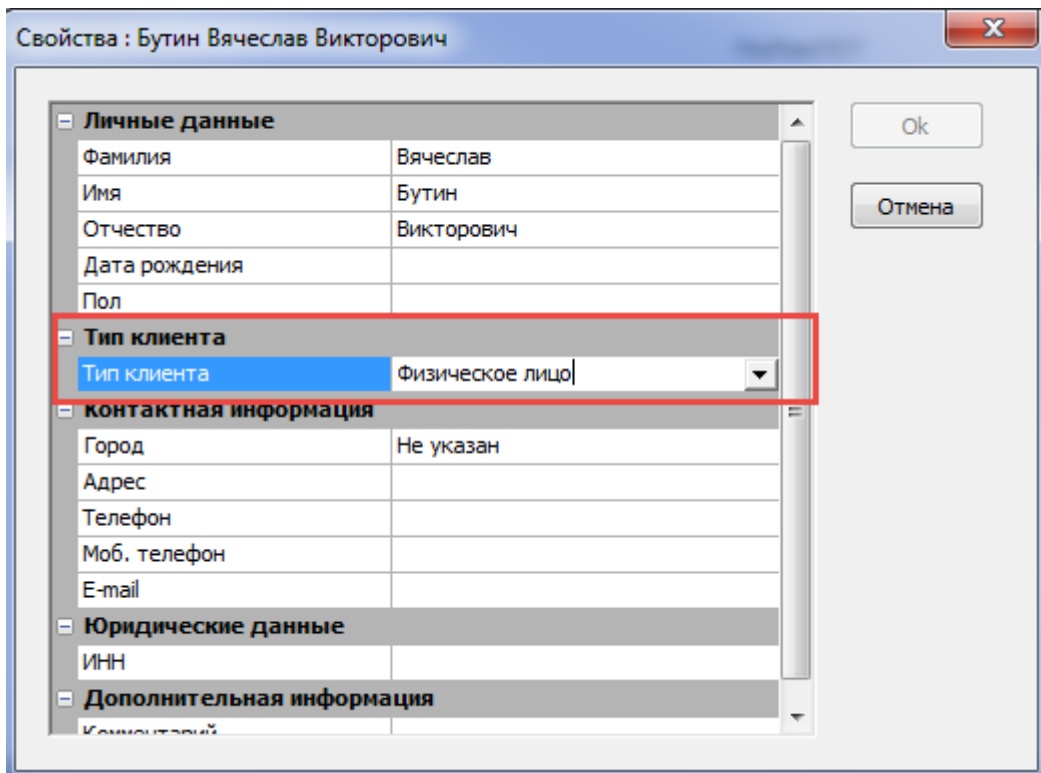 Свойства : Бутин Вячеслав Викторович
Личные данные
Ok
Фамилия Вячеслав
Имя Бутин
Отмена
Отчество Викторович
Дата рождения
Пол
Тип клиента
Тип клиента Физическое лицо
Контактная информация
Город Не указан
Адрес
Телефон
Моб. телефон
E-mail
Юридические данные
ИНН
Дополнительная информация
Комментарий